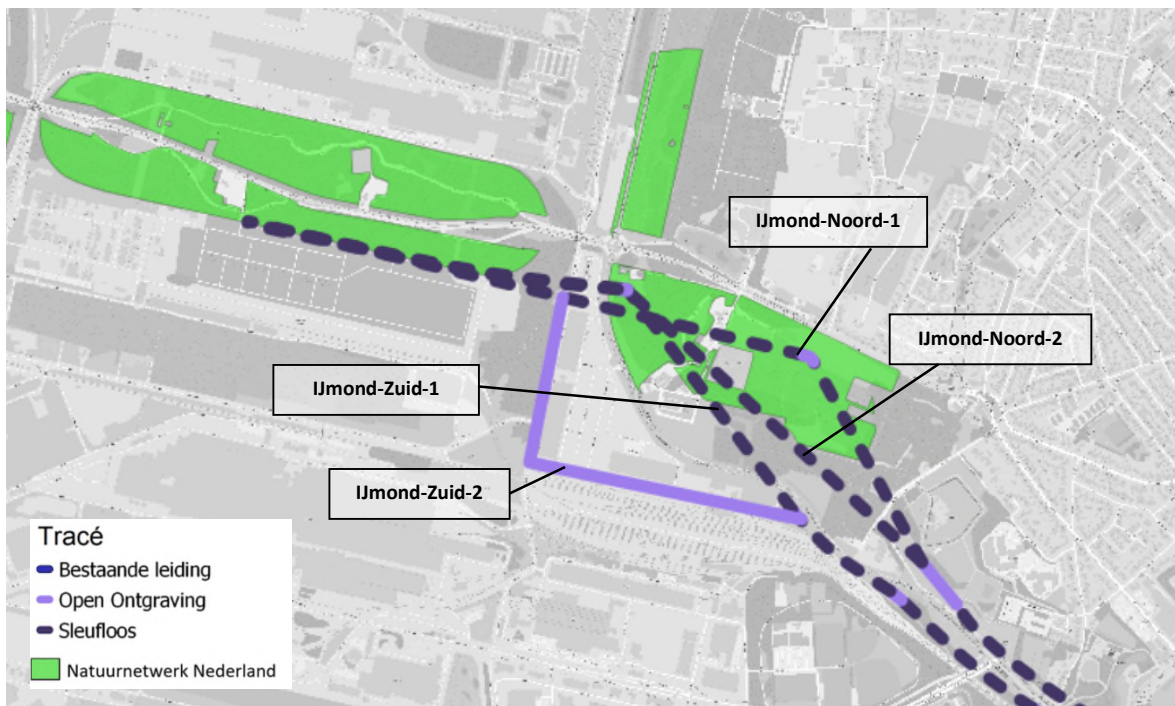 IJmond-Noord-1
IJmond-Noord-2
IJmond-Zuid-1
IJmond-Zuid-2
Tracé
Bestaande leiding
Open Ontgraving
Sleufloos
Natuurnetwerk Nederland